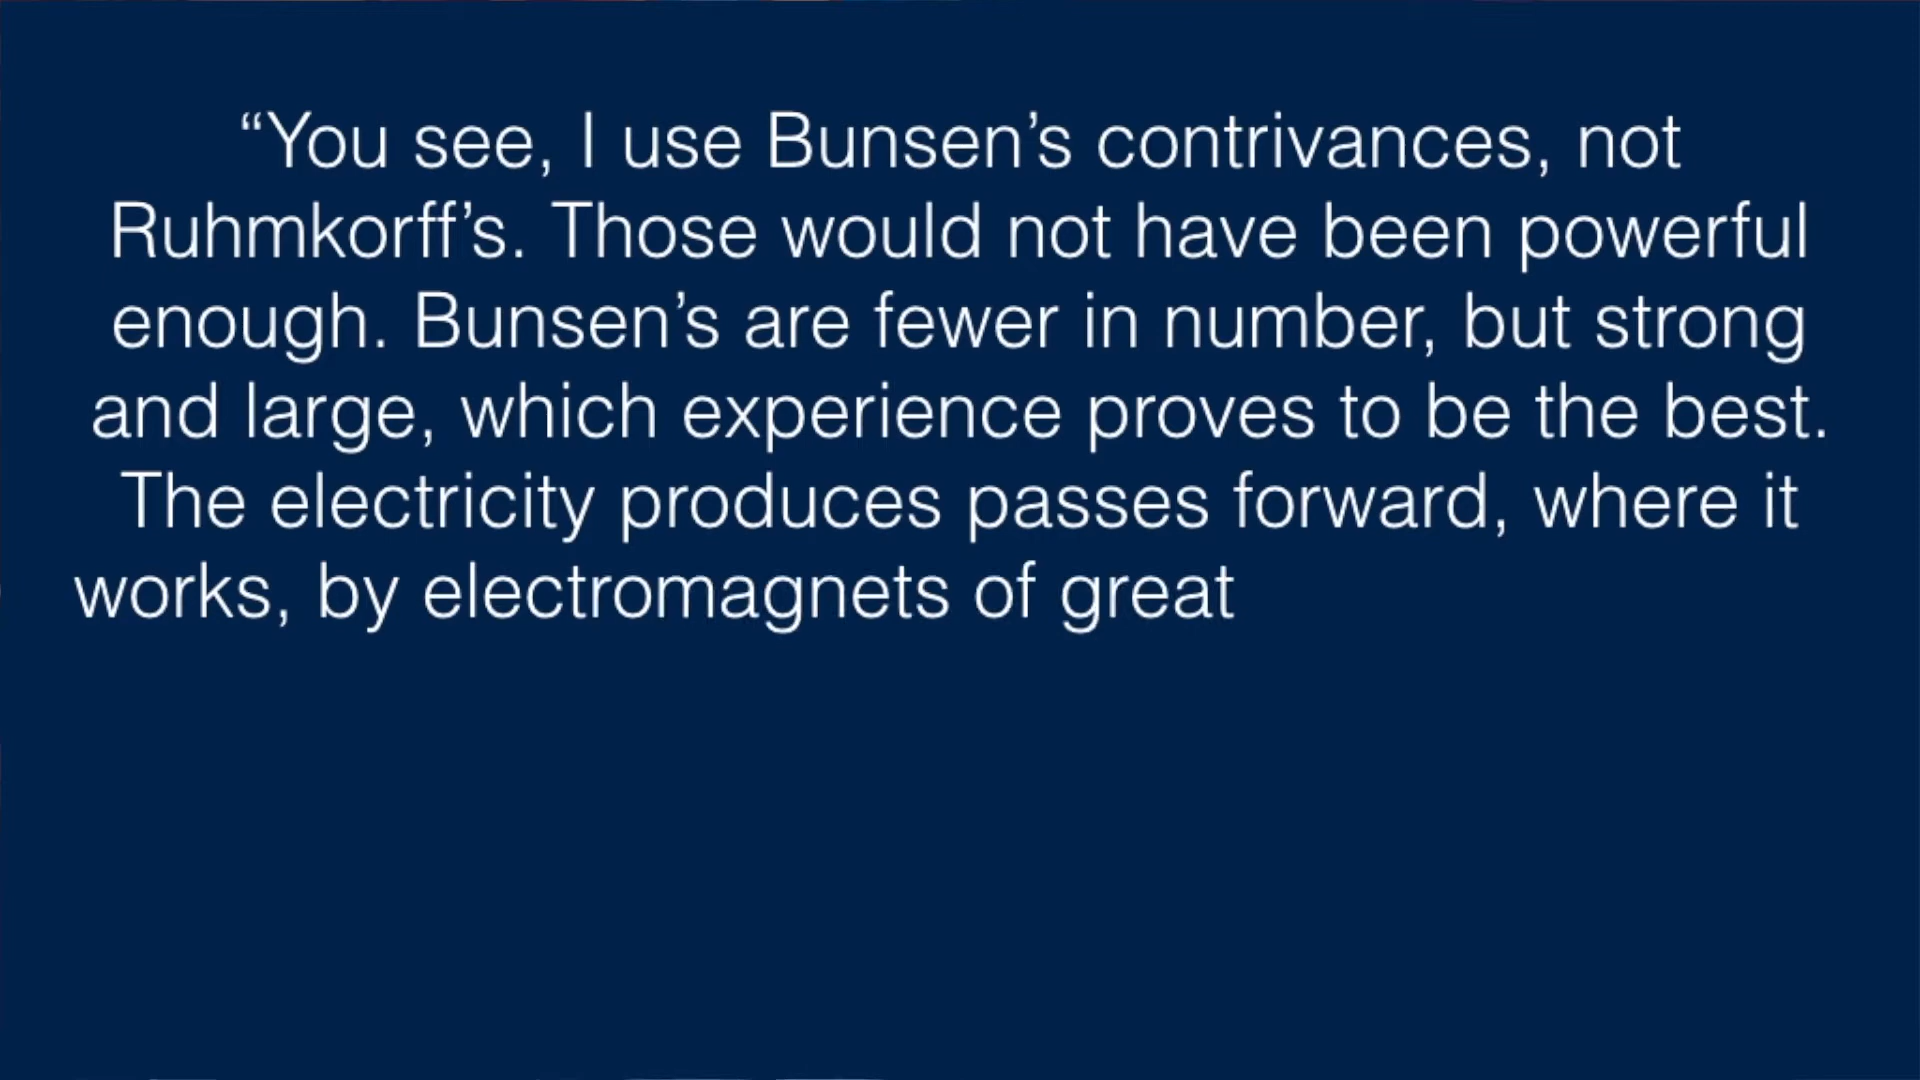 “You see, I use Bunsen’s contrivances, not
Ruhmkorff’s. Those would not have been powerful
enough. Bunsen’s are fewer in number, but strong
and large, which experience proves to be the best.
The electricity produces passes forward, where it
works, by electromagnets of great